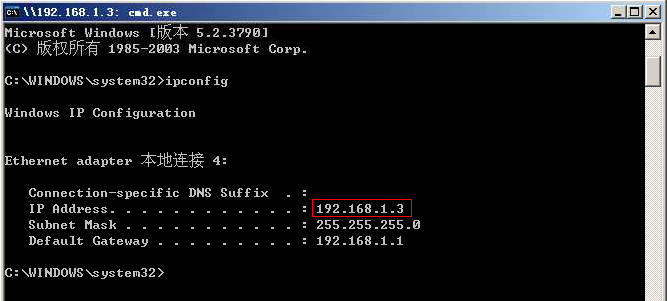 \\192.168.1.3: cmd.exe
Microsoft Windows [版本 5.2.3790]
(C) 版权所有 1985-2003 Microsoft Corp.
C:\WINDOWS\system32>ipconfig
Windows IP Configuration
Ethernet adapter 本地连接 4:
Connection-specific DNS Suffix  . :
IP Address. . . . . . . . . . . . : 192.168.1.3
Subnet Mask . . . . . . . . . . . : 255.255.255.0
Default Gateway . . . . . . . . . : 192.168.1.1
C:\WINDOWS\system32>